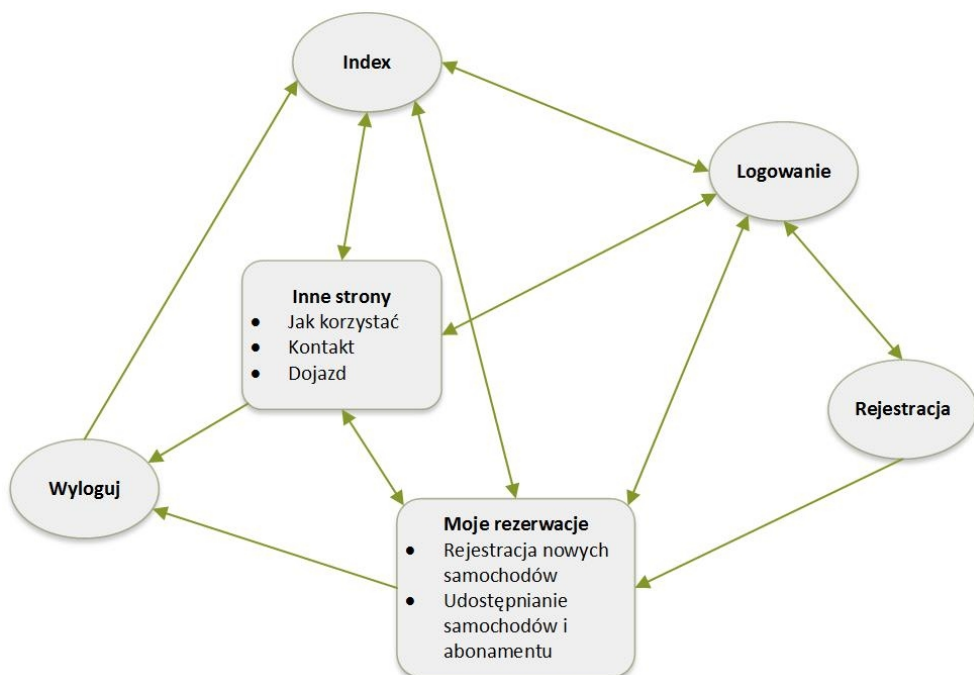 Index
Logowanie
Inne strony
● Jak korzystać
● Kontakt
● Dojazd
Rejestracja
Wyloguj
Moje rezerwacje
● Rejestracja nowych
samochodów
● Udostępnianie
samochodów i
abonamentu